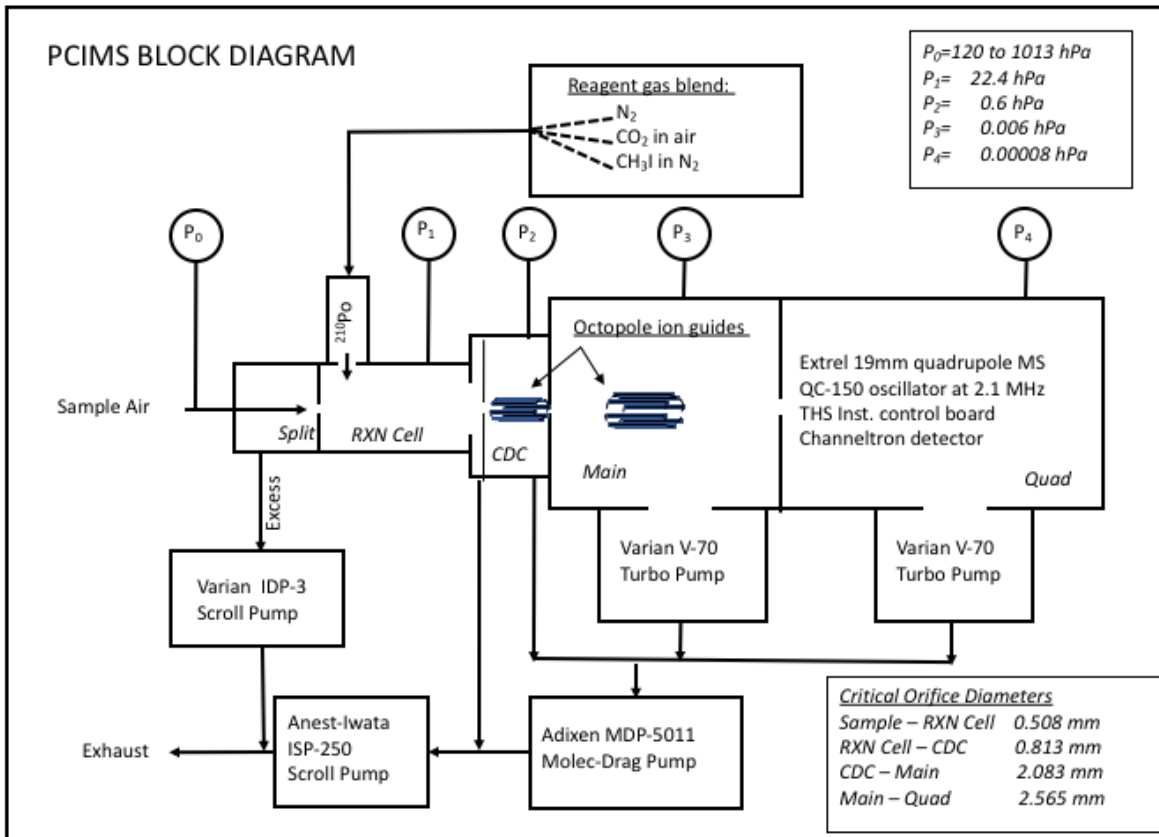 PCIMS BLOCK DIAGRAM
P₀=120 to 1013 hPa
P₁= 22.4 hPa
P₂= 0.6 hPa
P₃= 0.006 hPa
P₄= 0.00008 hPa
Reagent gas blend:
N₂
CO₂ in air
CH₃I in N₂
P₀
P₁
P₂
P₃
P₄
²¹⁰Po
Octopole ion guides
Sample Air
Split
RXN Cell
CDC
Main
Extrel 19mm quadrupole MS
QC-150 oscillator at 2.1 MHz
THS Inst. control board
Channeltron detector
Quad
Excess
Varian IDP-3
Scroll Pump
Varian V-70
Turbo Pump
Varian V-70
Turbo Pump
Exhaust
Anest-Iwata
ISP-250
Scroll Pump
Adixen MDP-5011
Molec-Drag Pump
Critical Orifice Diameters
Sample – RXN Cell 0.508 mm
RXN Cell – CDC 0.813 mm
CDC – Main 2.083 mm
Main – Quad 2.565 mm